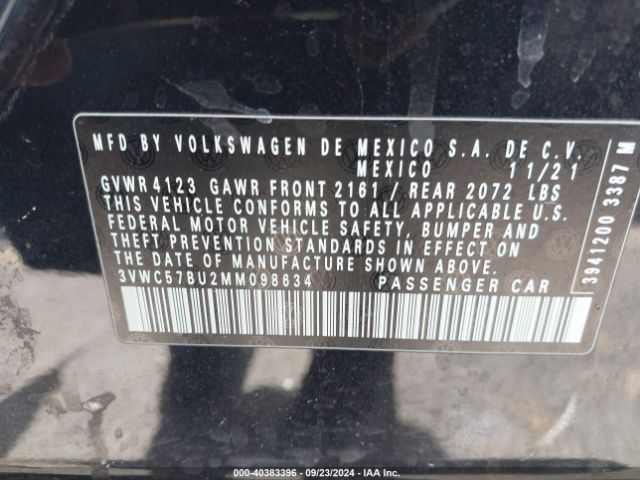 MFD BY VOLKSWAGEN DE MEXICO S.A. DE C.V.
MEXICO 11/21
GVWR 4123 GAWR FRONT 2161 / REAR 2072 LBS
THIS VEHICLE CONFORMS TO ALL APPLICABLE U.S.
FEDERAL MOTOR VEHICLE SAFETY, BUMPER AND
THEFT PREVENTION STANDARDS IN EFFECT ON
THE DATE OF MANUFACTURE SHOWN ABOVE.
3VWC57BU2MM098634 PASSENGER CAR
3941200 3387 M
000-40383396 - 09/23/2024 - IAA Inc.